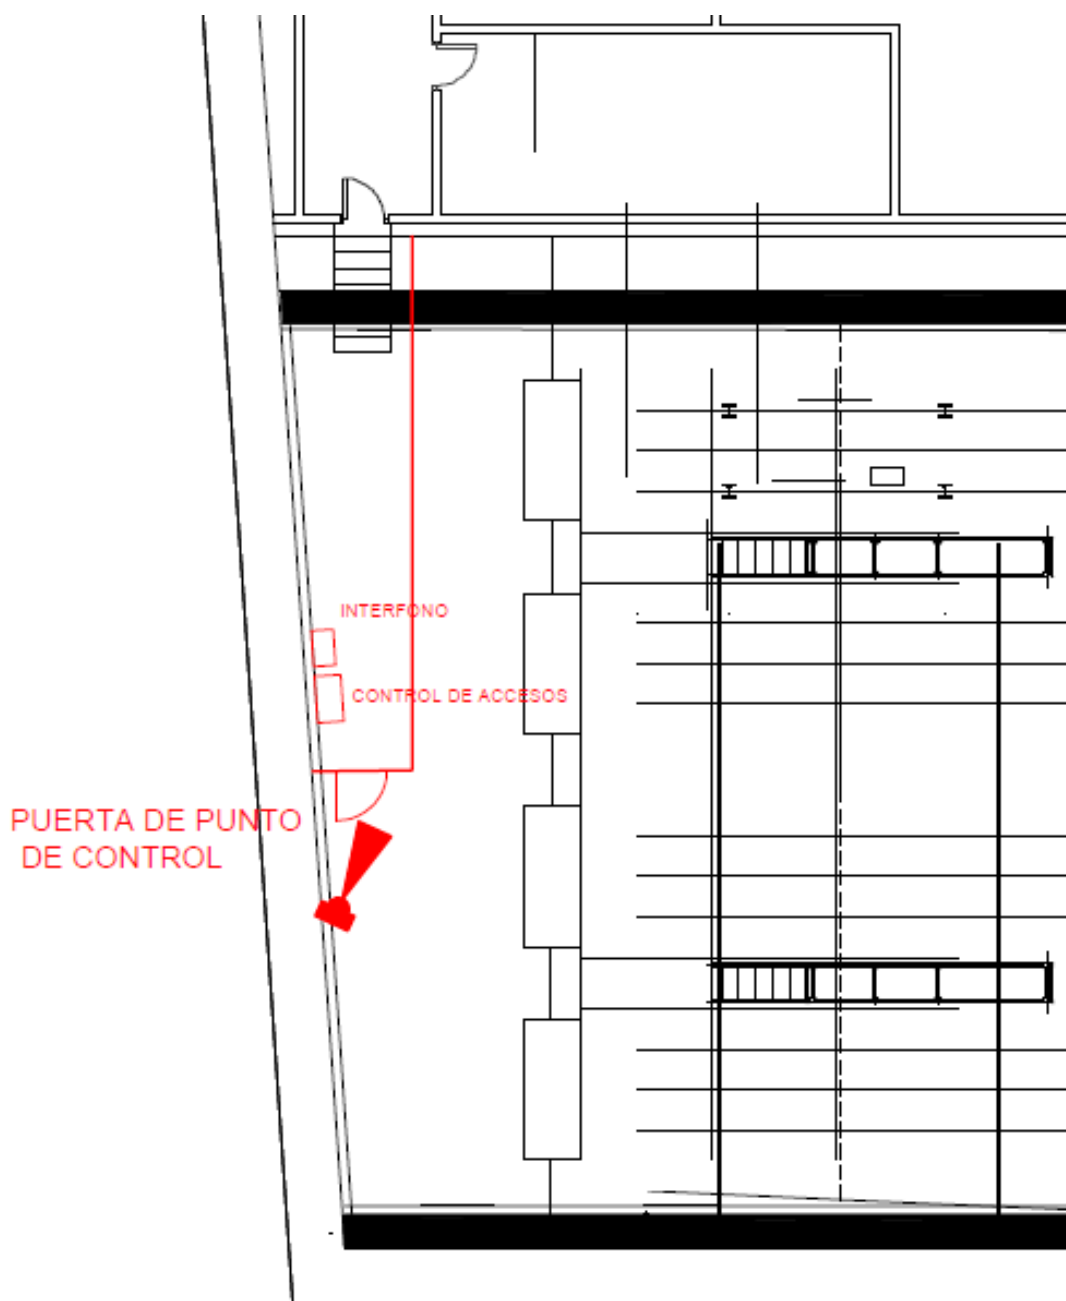 INTERFONO
CONTROL DE ACCESOS
PUERTA DE PUNTO
DE CONTROL